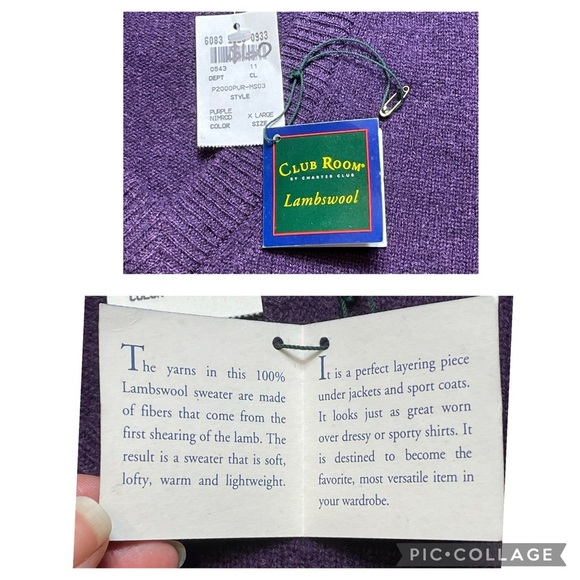 6083 0933
0543 11
DEPT CL
P2000PUR-MS03
STYLE
PURPLE X LARGE
NIMROD
COLOR SIZE
CLUB ROOM®
BY CHARTER CLUB
Lambswool
COLOR
The yarns in this 100%
Lambswool sweater are made
of fibers that come from the
first shearing of the lamb. The
result is a sweater that is soft,
lofty, warm and lightweight.
It is a perfect layering piece
under jackets and sport coats.
It looks just as great worn
over dressy or sporty shirts. It
is destined to become the
favorite, most versatile item in
your wardrobe.
PIC•COLLAGE